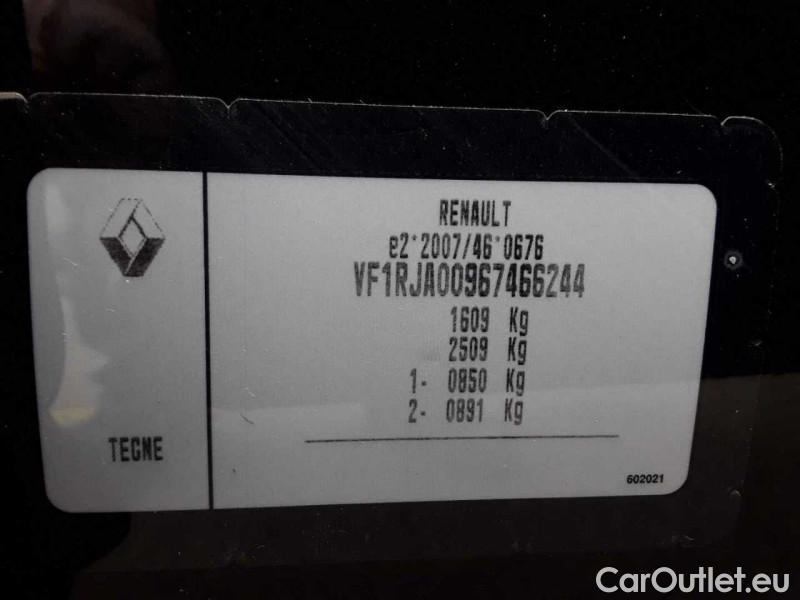 RENAULT
e2*2007/46*0676
VF1RJA00967466244
1609 Kg
2509 Kg
1- 0850 Kg
2- 0891 Kg
TEGNE
602021
CarOutlet.eu